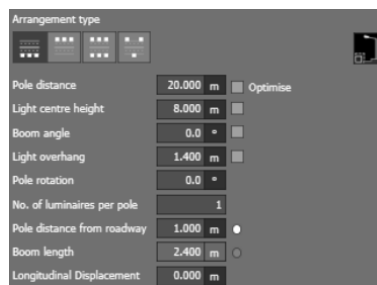 Arrangement type
Pole distance 20.000 m Optimise
Light centre height 8.000 m
Boom angle 0.0 °
Light overhang 1.400 m
Pole rotation 0.0 °
No. of luminaires per pole 1
Pole distance from roadway 1.000 m
Boom length 2.400 m
Longitudinal Displacement 0.000 m